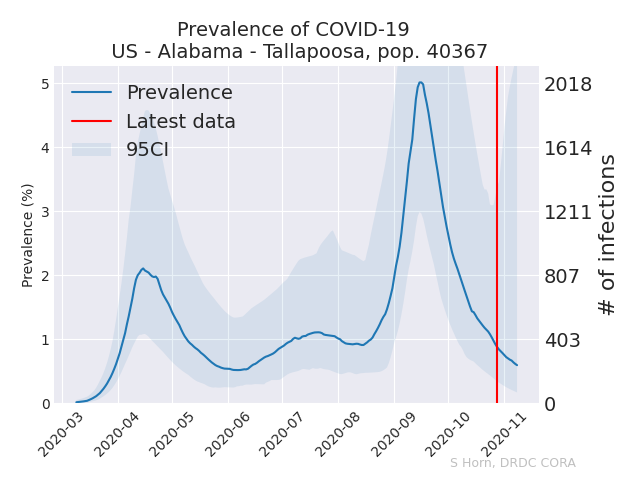 Prevalence of COVID-19
US - Alabama - Tallapoosa, pop. 40367
Prevalence
Latest data
95CI
Prevalence (%)
5
4
3
2
1
0
2018
1614
1211
807
403
0
# of infections
2020-03
2020-04
2020-05
2020-06
2020-07
2020-08
2020-09
2020-10
2020-11
S Horn, DRDC CORA